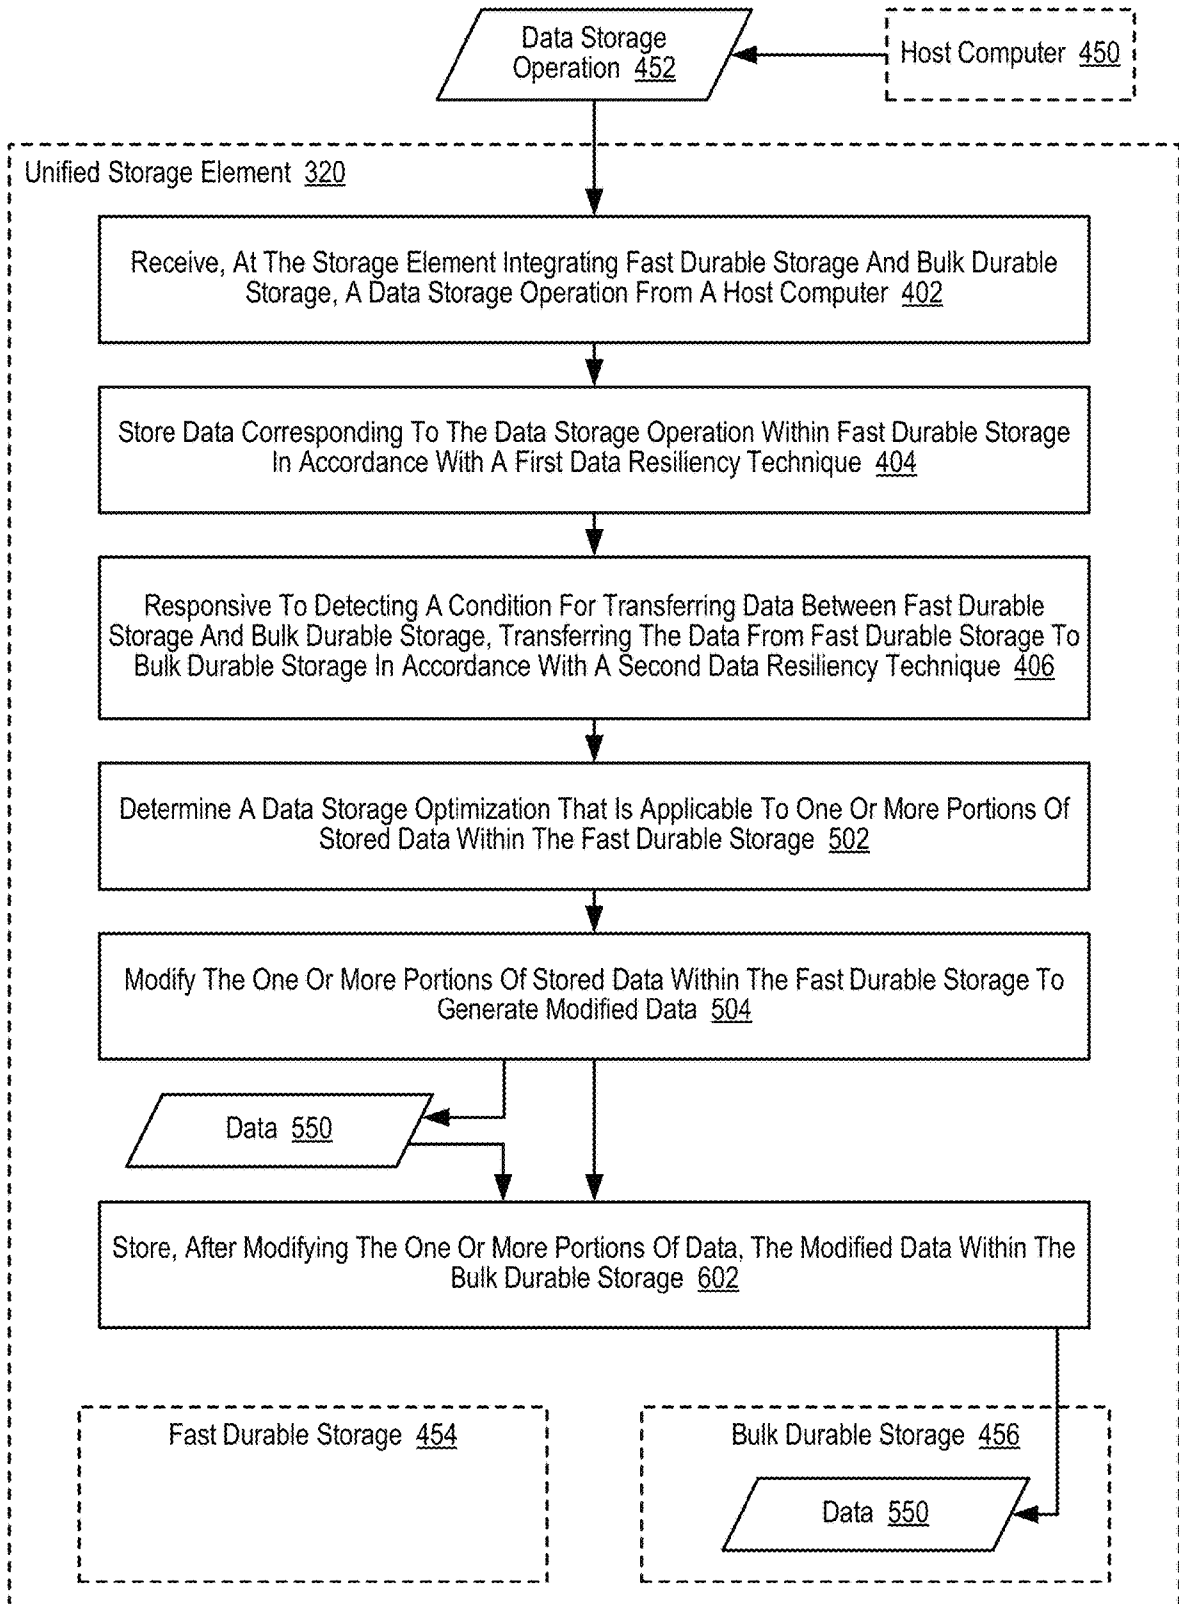 Data Storage
Operation 452
Host Computer 450
Unified Storage Element 320
Receive, At The Storage Element Integrating Fast Durable Storage And Bulk Durable
Storage, A Data Storage Operation From A Host Computer 402
Store Data Corresponding To The Data Storage Operation Within Fast Durable Storage
In Accordance With A First Data Resiliency Technique 404
Responsive To Detecting A Condition For Transferring Data Between Fast Durable
Storage And Bulk Durable Storage, Transferring The Data From Fast Durable Storage To
Bulk Durable Storage In Accordance With A Second Data Resiliency Technique 406
Determine A Data Storage Optimization That Is Applicable To One Or More Portions Of
Stored Data Within The Fast Durable Storage 502
Modify The One Or More Portions Of Stored Data Within The Fast Durable Storage To
Generate Modified Data 504
Data 550
Store, After Modifying The One Or More Portions Of Data, The Modified Data Within The
Bulk Durable Storage 602
Fast Durable Storage 454
Bulk Durable Storage 456
Data 550